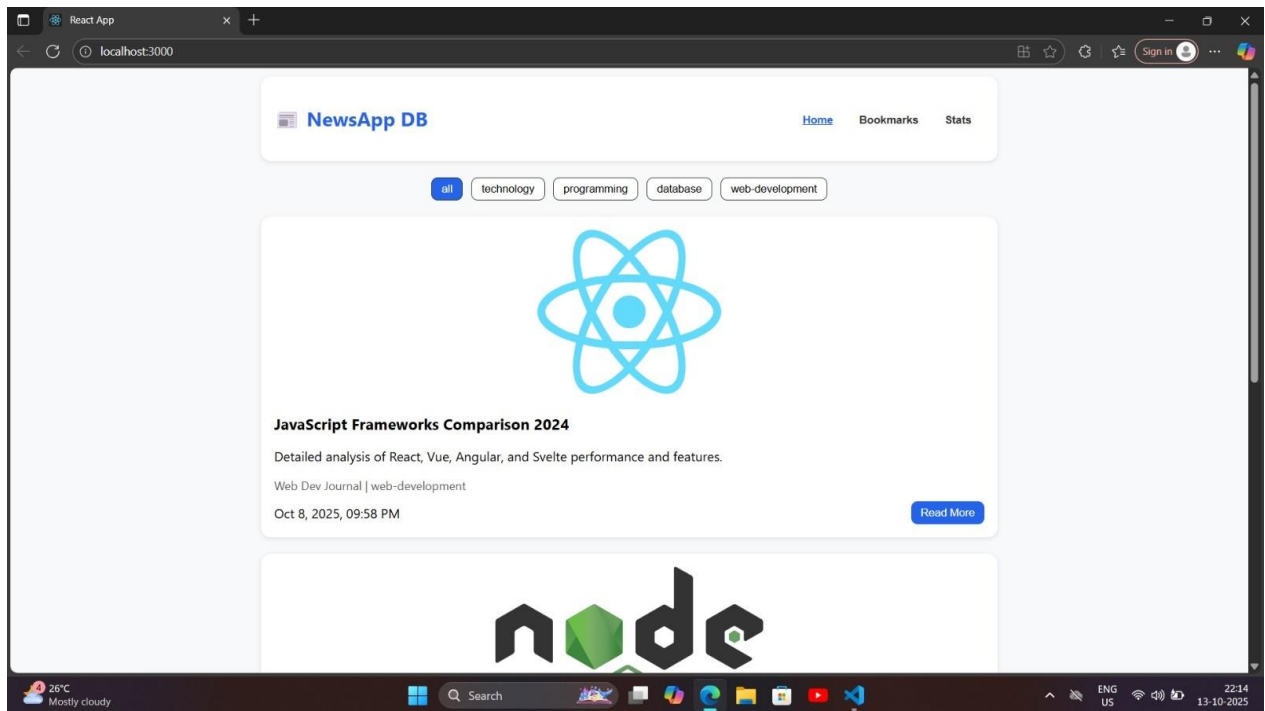 React App
localhost:3000
Sign in
NewsApp DB
Home Bookmarks Stats
all technology programming database web-development
JavaScript Frameworks Comparison 2024
Detailed analysis of React, Vue, Angular, and Svelte performance and features.
Web Dev Journal | web-development
Oct 8, 2025, 09:58 PM
Read More
node
4
26°C
Mostly cloudy
Search
ENG
US
22:14
13-10-2025